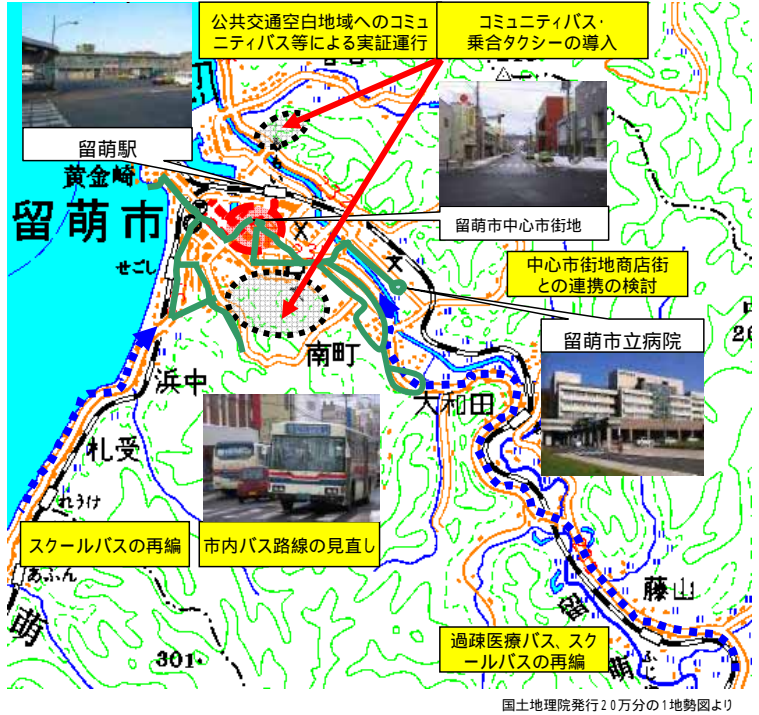 公共交通空白地域へのコミュ
ニティバス等による実証運行
コミュニティバス・
乗合タクシーの導入
留萌駅
黄金崎
留萌市
せごし
留萌市中心市街地
中心市街地商店街
との連携の検討
留萌市立病院
南町
浜中
大和田
札受
れうけ
スクールバスの再編
市内バス路線の見直し
あふん
藤山
留
萌
萌
301
過疎医療バス、スク
ールバスの再編
国土地理院発行20万分の1地勢図より